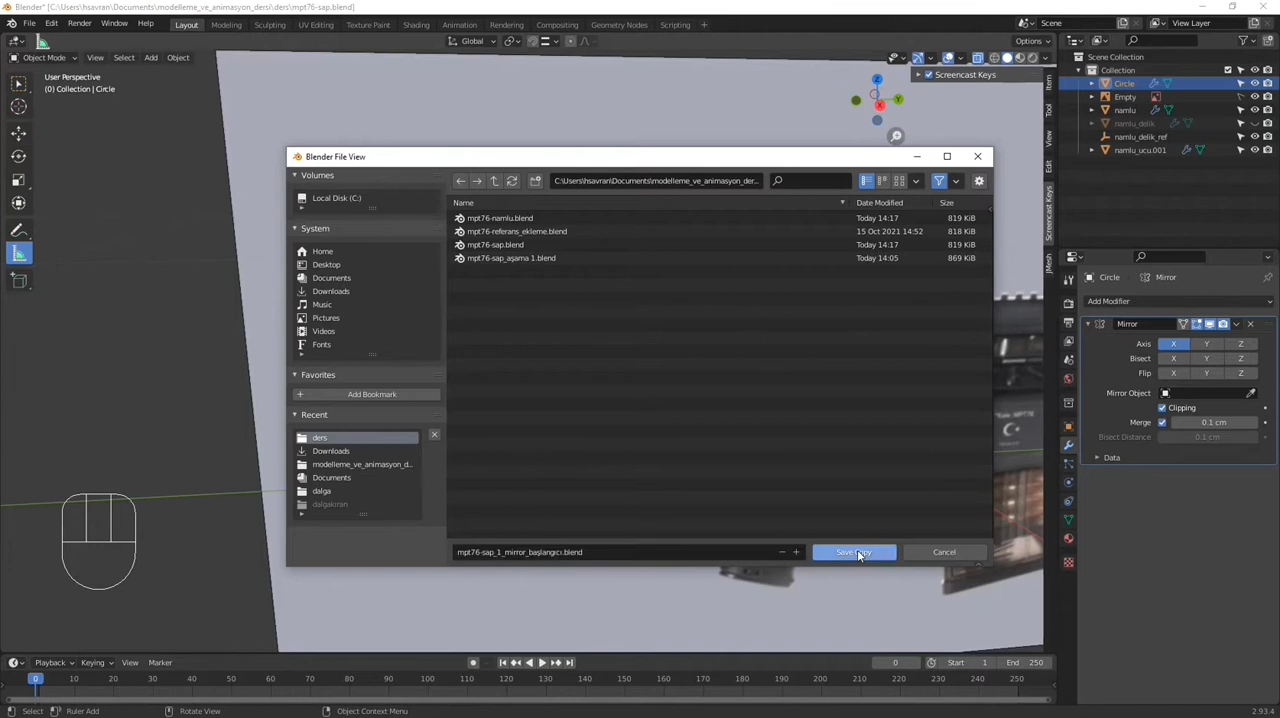 Blender* [C:\Users\hsavran\Documents\modelleme_ve_animasyon_dersi\ders\mpt76-sap.blend]
File Edit Render Window Help Layout Modeling Sculpting UV Editing Texture Paint Shading Animation Rendering Compositing Geometry Nodes Scripting Scene View Layer
Global Options
Object Mode View Select Add Object
User Perspective
(0) Collection | Circle
Screencast Keys
Z
Y
X
Item
Tool
View
Edit
Screencast Keys
JMesh
Scene Collection
Collection
Circle
Empty
namlu
namlu_delik
namlu_delik_ref
namlu_ucu.001
Blender File View
Volumes
Local Disk (C:)
System
Home
Desktop
Documents
Downloads
Music
Pictures
Videos
Fonts
Favorites
Add Bookmark
Recent
ders
Downloads
modelleme_ve_animasyon_d...
Documents
dalga
dalgakıran
C:\Users\hsavran\Documents\modelleme_ve_animasyon_der...
Name Date Modified Size
mpt76-namlu.blend Today 14:17 819 KiB
mpt76-referans_ekleme.blend 15 Oct 2021 14:52 818 KiB
mpt76-sap.blend Today 14:17 819 KiB
mpt76-sap_aşama 1.blend Today 14:05 869 KiB
mpt76-sap_1_mirror_başlangıcı.blend
Save Copy
Cancel
Circle Mirror
Add Modifier
Mirror
Axis X Y Z
Bisect X Y Z
Flip X Y Z
Mirror Object
Clipping
Merge 0.1 cm
Bisect Distance 0.1 cm
Data
Playback Keying View Marker 0 Start 1 End 250
0 10 20 30 40 50 60 70 80 90 100 110 120 130 140 150 160 170 180 190 200 210 220 230 240 250
Select Ruler Add Rotate View Object Context Menu 2.93.4